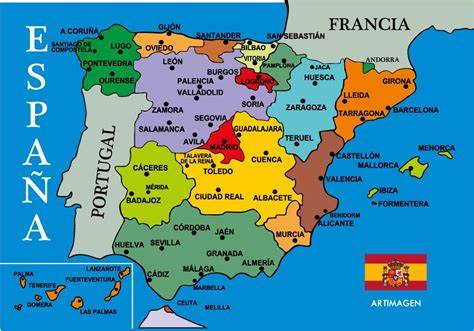 ESPAÑA
FRANCIA
PORTUGAL
ANDORRA
A CORUÑA
SANTIAGO DE
COMPOSTELA
LUGO
PONTEVEDRA
OURENSE
GIJÓN
OVIEDO
SANTANDER
BILBAO
SAN SEBASTIÁN
VITORIA
PAMPLONA
JACA
HUESCA
LEÓN
BURGOS
LOGROÑO
PALENCIA
VALLADOLID
SORIA
ZAMORA
SALAMANCA
SEGOVIA
AVILA
ZARAGOZA
TERUEL
LLEIDA
GIRONA
BARCELONA
TARRAGONA
GUADALAJARA
MADRID
TALAVERA
DE LA REINA
TOLEDO
CUENCA
CIUDAD REAL
ALBACETE
CÁCERES
MÉRIDA
BADAJOZ
CASTELLÓN
VALENCIA
BENIDORM
ALICANTE
MENORCA
MALLORCA
IBIZA
FORMENTERA
MURCIA
CÓRDOBA
JAÉN
HUELVA
SEVILLA
GRANADA
CÁDIZ
MÁLAGA
ALMERÍA
MARBELLA
CEUTA
MELILLA
PALMA
TENERIFE
GOMERA
LANZAROTE
FUERTEVENTURA
LAS PALMAS
ARTIMAGEN